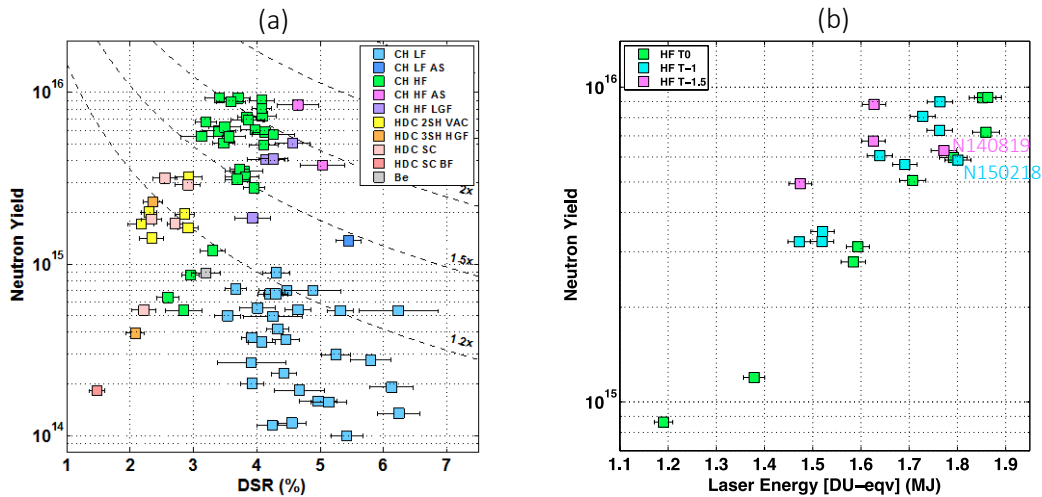 (a)
Neutron Yield
10^16
10^15
10^14
1 2 3 4 5 6 7
DSR (%)
CH LF
CH LF AS
CH HF
CH HF AS
CH HF LGF
HDC 2SH VAC
HDC 3SH HGF
HDC SC
HDC SC BF
Be
2x
1.5x
1.2x
(b)
Neutron Yield
10^16
10^15
1.1 1.2 1.3 1.4 1.5 1.6 1.7 1.8 1.9
Laser Energy [DU-eqv] (MJ)
HF T0
HF T-1
HF T-1.5
N140819
N150218